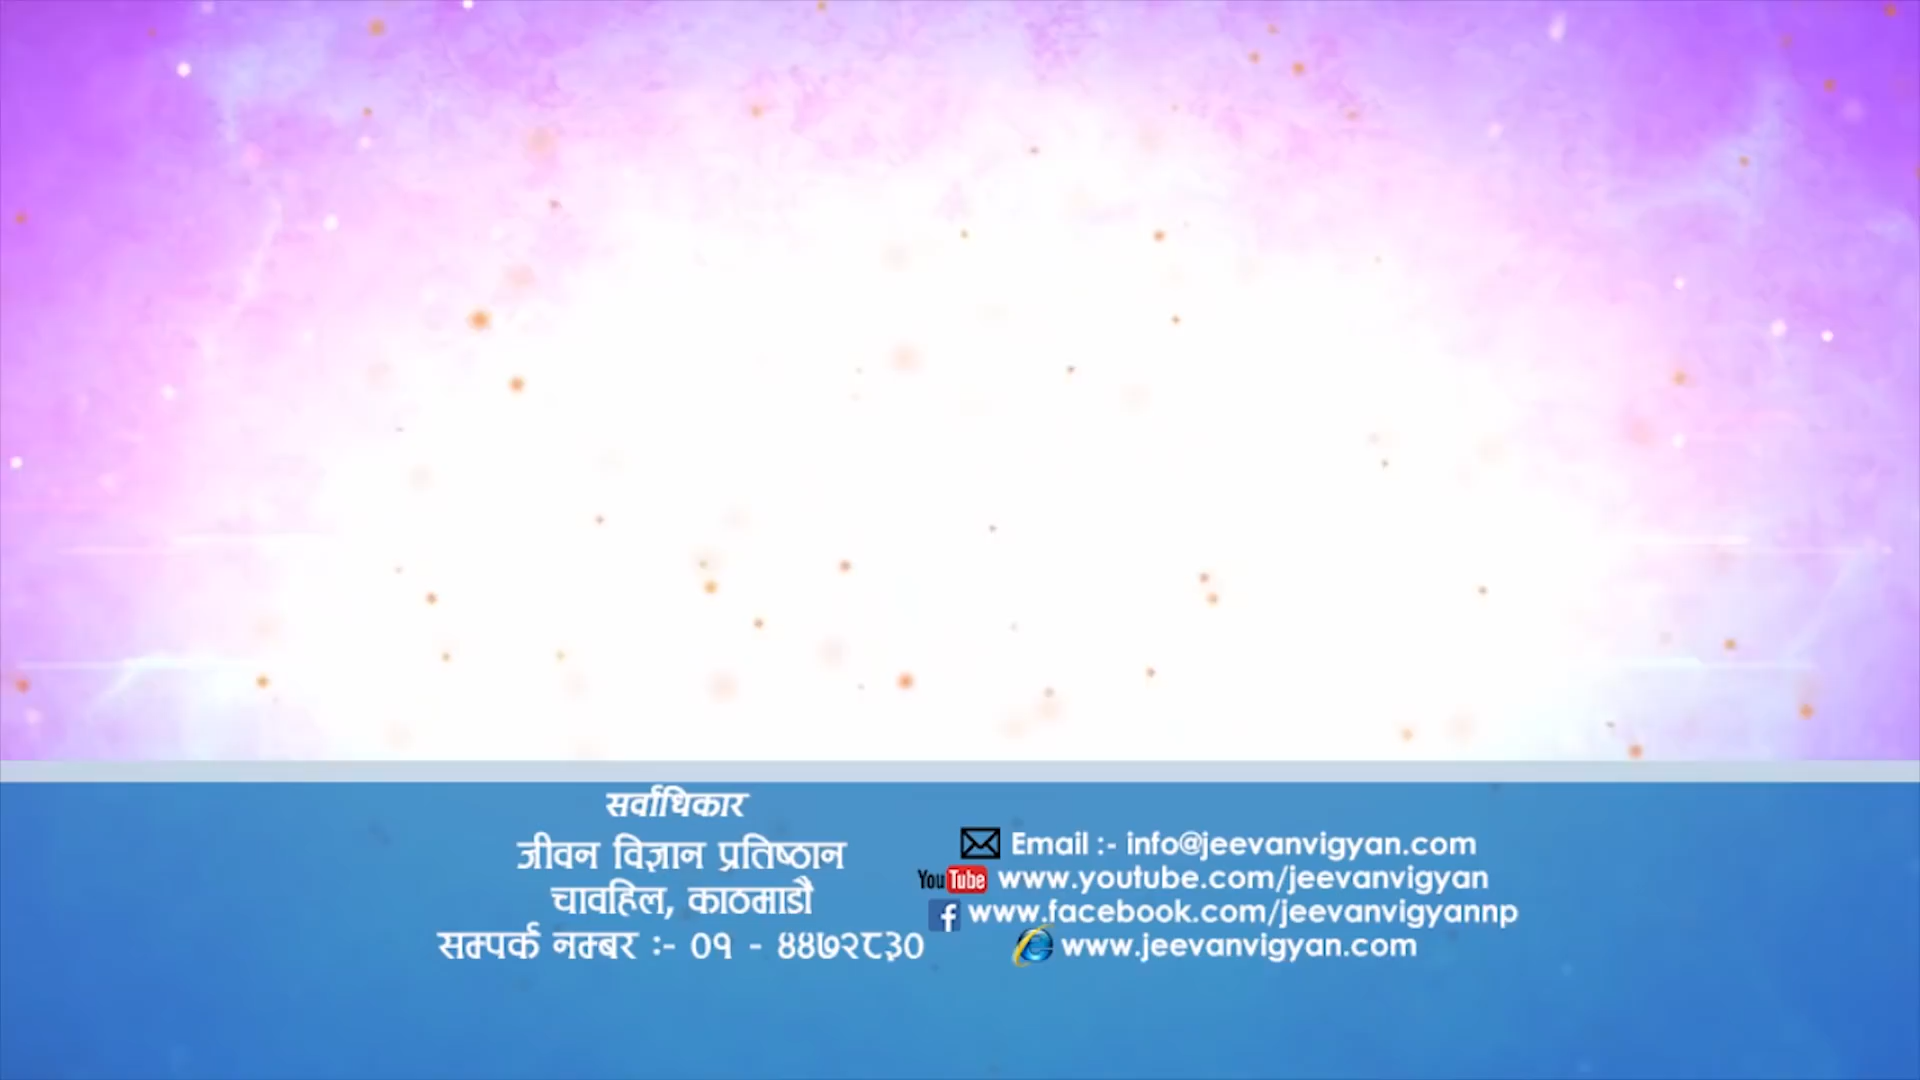 सर्वाधिकार
जीवन विज्ञान प्रतिष्ठान
चावहिल, काठमाडौ
सम्पर्क नम्बर :- ०१ - ४४७२८३०
Email :- info@jeevanvigyan.com
YouTube www.youtube.com/jeevanvigyan
f www.facebook.com/jeevanvigyannp
www.jeevanvigyan.com